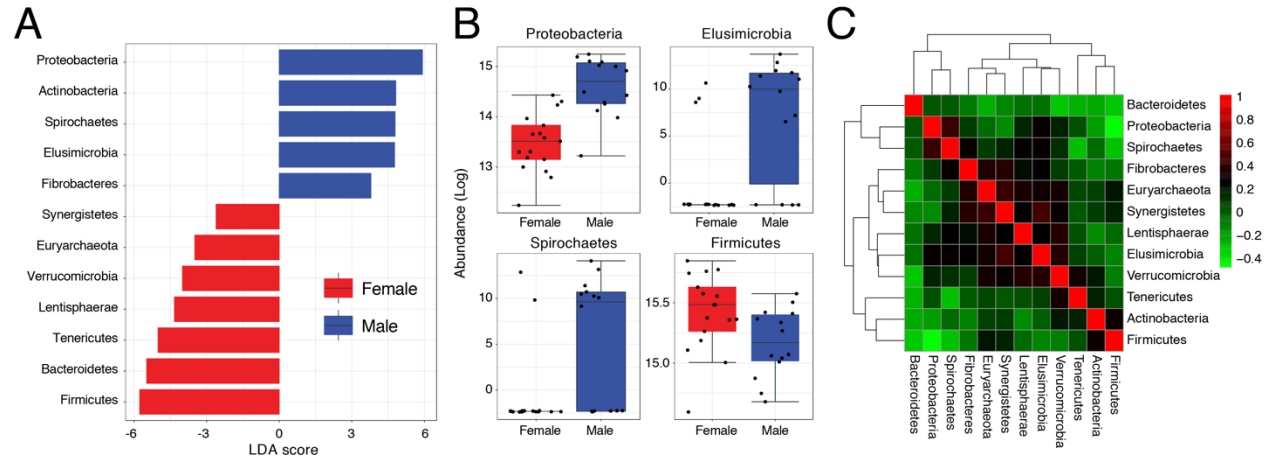 A
Proteobacteria
Actinobacteria
Spirochaetes
Elusimicrobia
Fibrobacteres
Synergistetes
Euryarchaeota
Verrucomicrobia
Lentisphaerae
Tenericutes
Bacteroidetes
Firmicutes
Female
Male
-6 -3 0 3 6
LDA score
B
Abundance (Log)
Proteobacteria
15
14
13
Female Male
Elusimicrobia
10
5
0
Female Male
Spirochaetes
10
5
0
Female Male
Firmicutes
15.5
15.0
Female Male
C
Bacteroidetes
Proteobacteria
Spirochaetes
Fibrobacteres
Euryarchaeota
Synergistetes
Lentisphaerae
Elusimicrobia
Verrucomicrobia
Tenericutes
Actinobacteria
Firmicutes
Bacteroidetes
Proteobacteria
Spirochaetes
Fibrobacteres
Euryarchaeota
Synergistetes
Lentisphaerae
Elusimicrobia
Verrucomicrobia
Tenericutes
Actinobacteria
Firmicutes
1
0.8
0.6
0.4
0.2
0
−0.2
−0.4